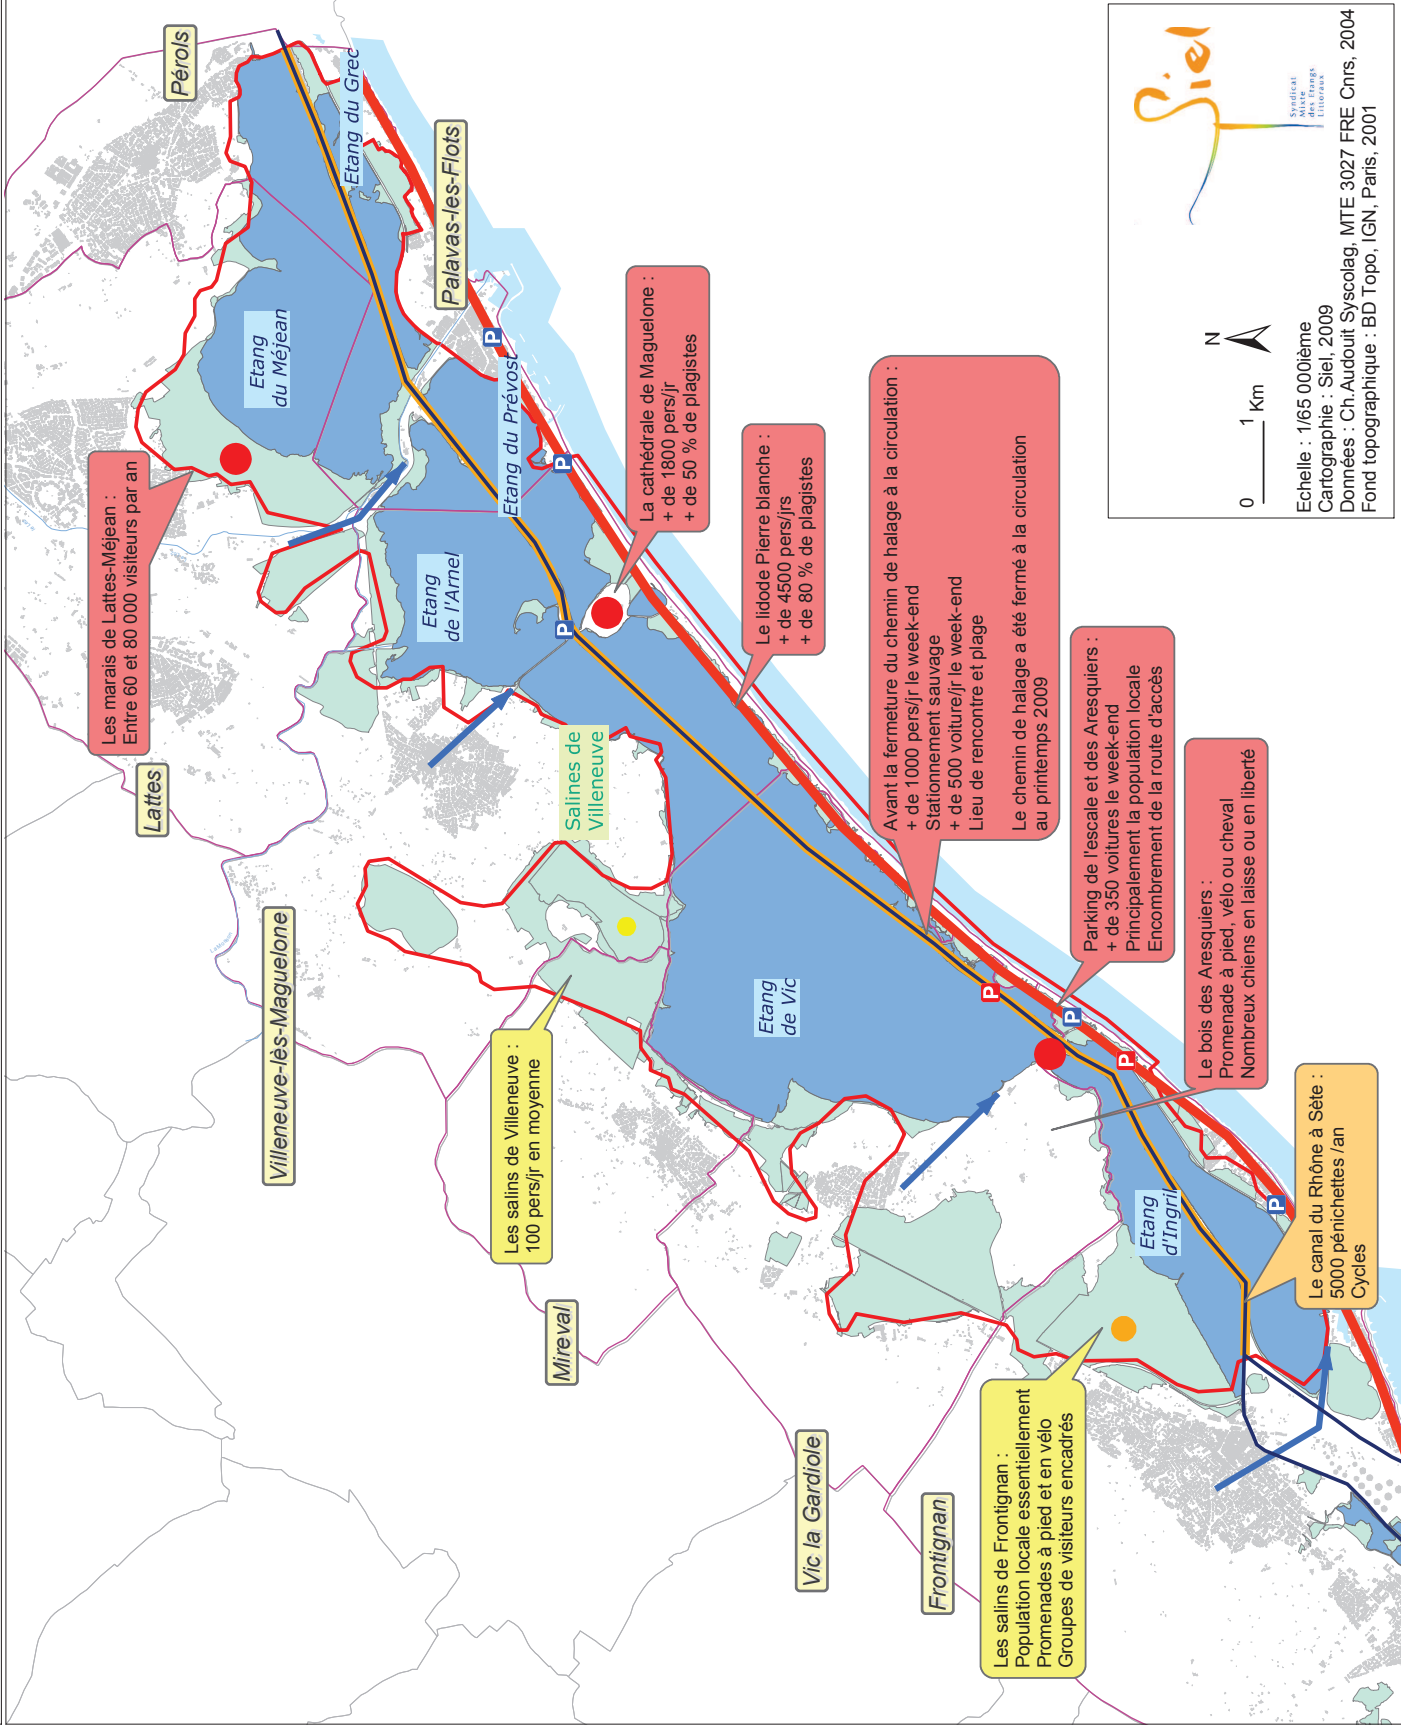 Pérols
Etang du Grec
Palavas-les-Flots
Etang
du Méjean
Les marais de Lattes-Méjean :
Entre 60 et 80 000 visiteurs par an
Etang du Prévost
La cathédrale de Maguelone :
+ de 1800 pers/jr
+ de 50 % de plagistes
Lattes
Etang
de l'Arnel
Le lidode Pierre blanche :
+ de 4500 pers/jrs
+ de 80 % de plagistes
Salines de
Villeneuve
Avant la fermeture du chemin de halage à la circulation :
+ de 1000 pers/jr le week-end
Stationnement sauvage
+ de 500 voiture/jr le week-end
Lieu de rencontre et plage
Le chemin de halage a été fermé à la circulation
au printemps 2009
Villeneuve-lès-Maguelone
Etang
de Vic
Parking de l'escale et des Aresquiers :
+ de 350 voitures le week-end
Principalement la population locale
Encombrement de la route d'accès
Les salins de Villeneuve :
100 pers/jr en moyenne
Le bois des Aresquiers :
Promenade à pied, vélo ou cheval
Nombreux chiens en laisse ou en liberté
Mireval
Etang
d'Ingril
Le canal du Rhône à Sète :
5000 pénichettes /an
Cycles
Vic la Gardiole
Frontignan
Les salins de Frontignan :
Population locale essentiellement
Promenades à pied et en vélo
Groupes de visiteurs encadrés
P
P
P
P
P
P
P
Siel
Syndicat
Mixte
des Etangs
Littoraux
N
0 1 Km
Echelle : 1/65 000ième
Cartographie : Siel, 2009
Données : Ch.Audouit Syscolag, MTE 3027 FRE Cnrs, 2004
Fond topographique : BD Topo, IGN, Paris, 2001